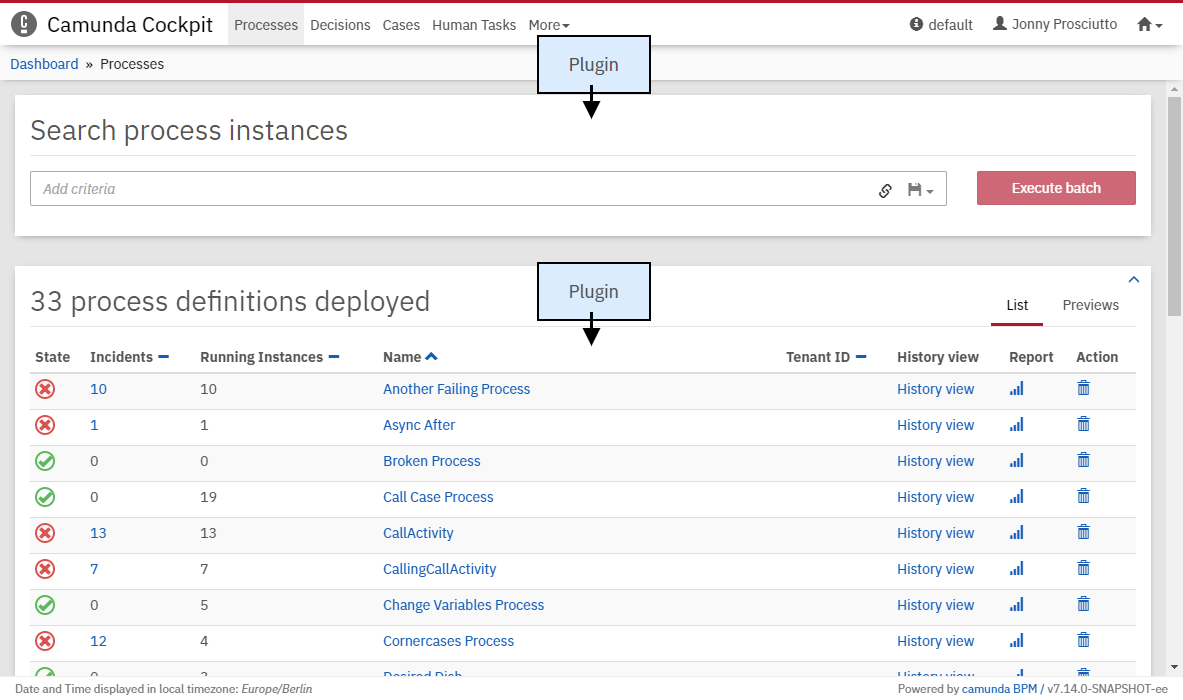 Camunda Cockpit Processes Decisions Cases Human Tasks More default Jonny Prosciutto
Dashboard » Processes
Plugin
Search process instances
Add criteria Execute batch
Plugin
33 process definitions deployed List Previews
State Incidents Running Instances Name Tenant ID History view Report Action
10 10 Another Failing Process History view
1 1 Async After History view
0 0 Broken Process History view
0 19 Call Case Process History view
13 13 CallActivity History view
7 7 CallingCallActivity History view
0 5 Change Variables Process History view
12 4 Cornercases Process History view
Desired Dish History view
Date and Time displayed in local timezone: Europe/Berlin Powered by camunda BPM / v7.14.0-SNAPSHOT-ee